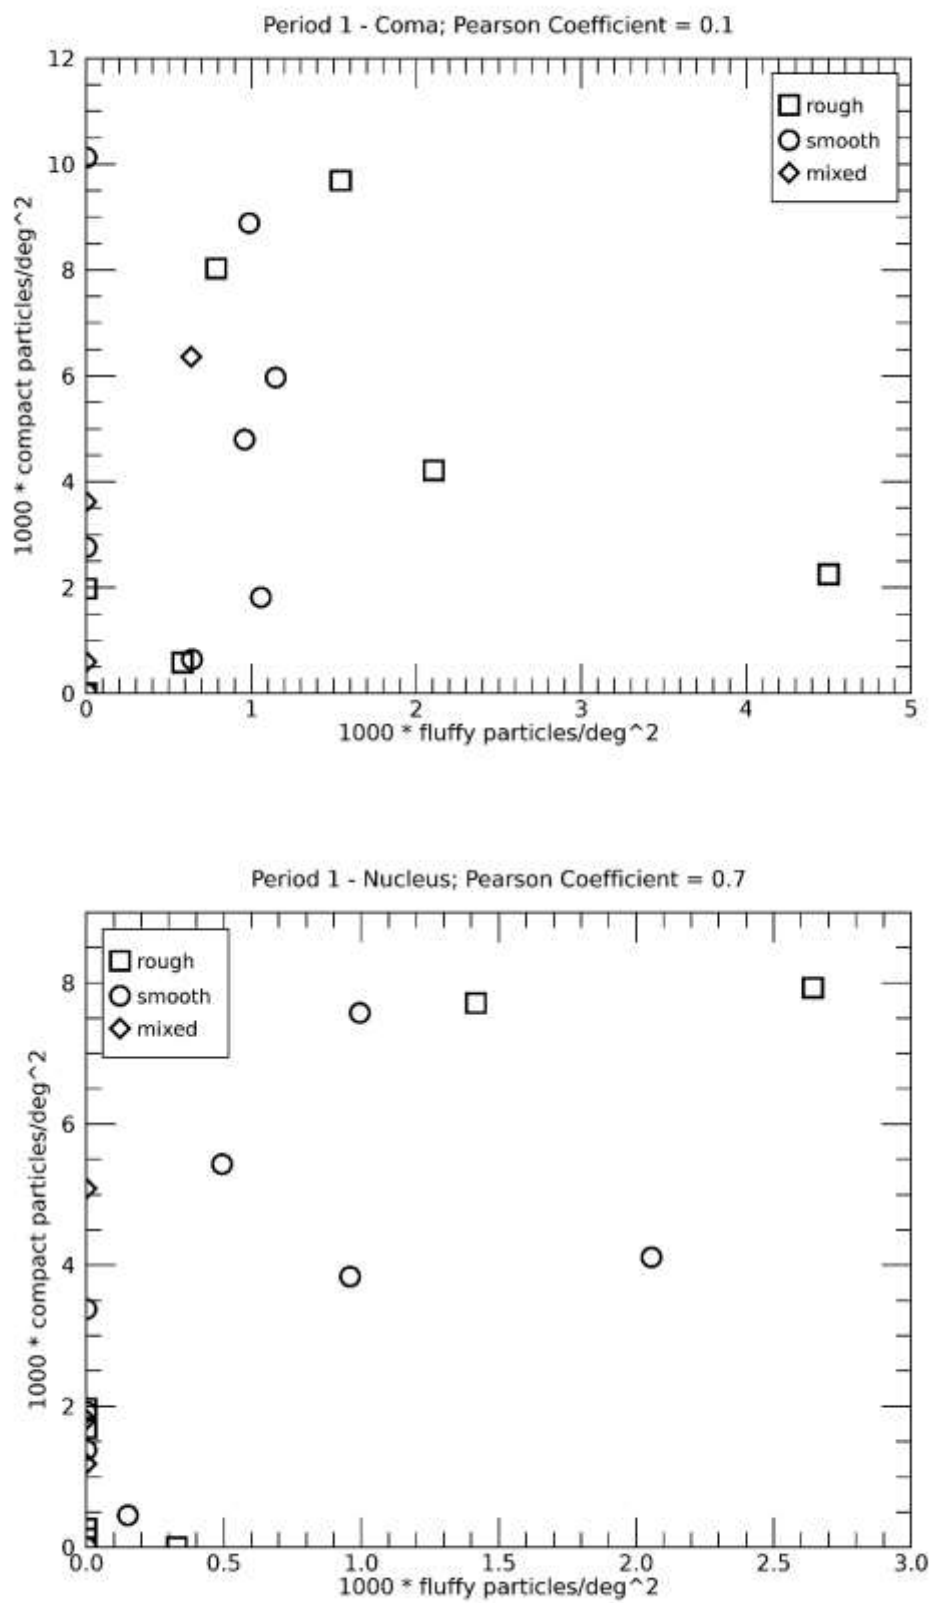 Period 1 - Coma; Pearson Coefficient = 0.1
12
rough
smooth
mixed
10
8
6
4
2
0
1000 * compact particles/deg^2
0 1 2 3 4 5
1000 * fluffy particles/deg^2
Period 1 - Nucleus; Pearson Coefficient = 0.7
rough
smooth
mixed
8
6
4
2
0
1000 * compact particles/deg^2
0.0 0.5 1.0 1.5 2.0 2.5 3.0
1000 * fluffy particles/deg^2